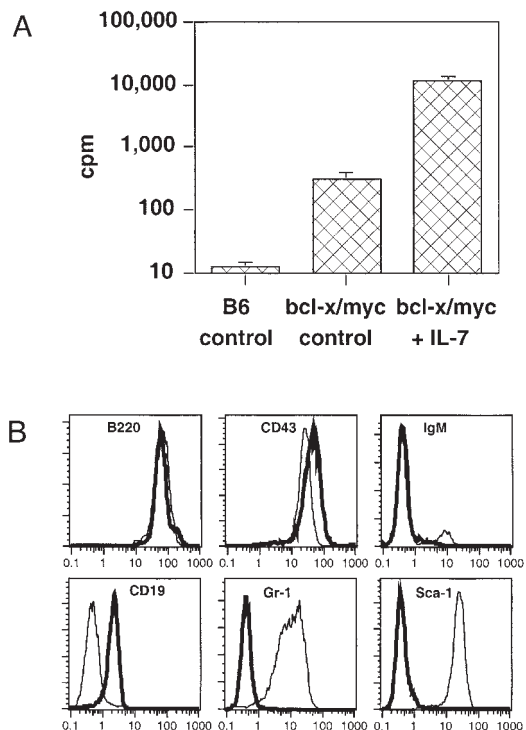 A
100,000
10,000
1,000
100
10
cpm
B6 control
bcl-x/myc control
bcl-x/myc + IL-7
B
B220
CD43
IgM
0.1 1 10 100 1000
0.1 1 10 100 1000
0.1 1 10 100 1000
CD19
Gr-1
Sca-1
0.1 1 10 100 1000
0.1 1 10 100 1000
0.1 1 10 100 1000